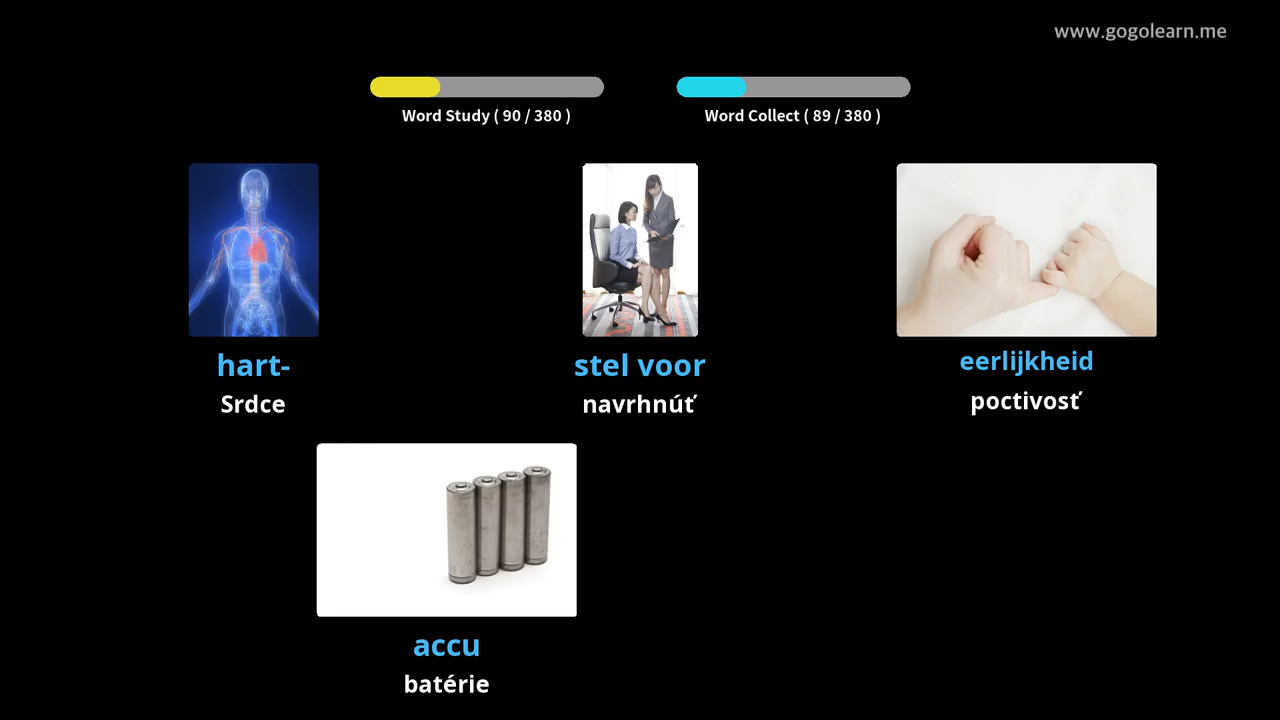 www.gogolearn.me
Word Study ( 90 / 380 )
Word Collect ( 89 / 380 )
hart-
Srdce
stel voor
navrhnúť
eerlijkheid
poctivosť
accu
batérie